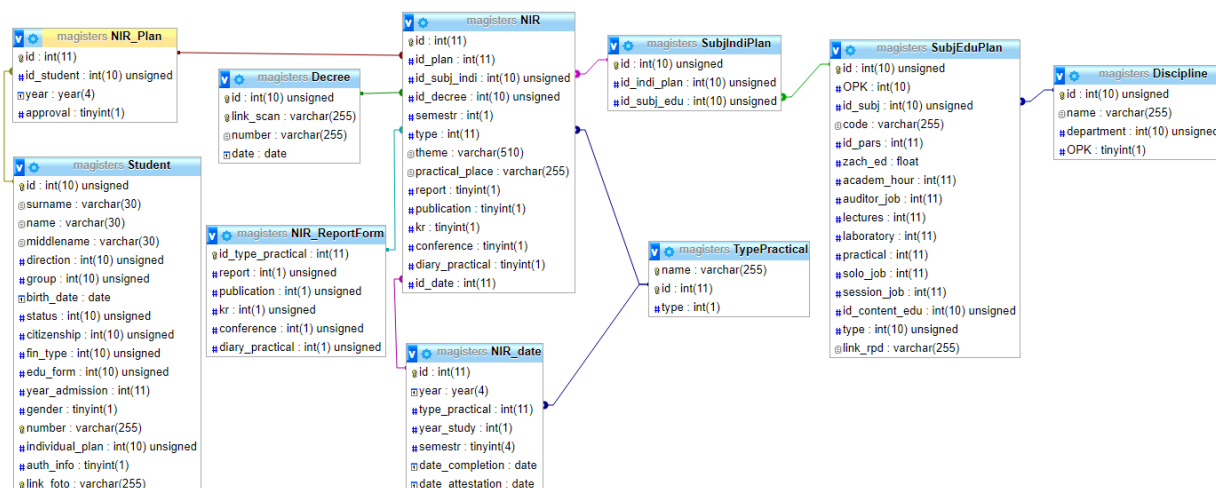 magisters NIR_Plan
id : int(11)
id_student : int(10) unsigned
year : year(4)
approval : tinyint(1)
magisters Student
id : int(10) unsigned
surname : varchar(30)
name : varchar(30)
middlename : varchar(30)
direction : int(10) unsigned
group : int(10) unsigned
birth_date : date
status : int(10) unsigned
citizenship : int(10) unsigned
fin_type : int(10) unsigned
edu_form : int(10) unsigned
year_admission : int(11)
gender : tinyint(1)
number : varchar(255)
individual_plan : int(10) unsigned
auth_info : tinyint(1)
link_foto : varchar(255)
magisters Decree
id : int(10) unsigned
link_scan : varchar(255)
number : varchar(255)
date : date
magisters NIR_ReportForm
id_type_practical : int(11)
report : int(1) unsigned
publication : int(1) unsigned
kr : int(1) unsigned
conference : int(1) unsigned
diary_practical : int(1) unsigned
magisters NIR
id : int(11)
id_plan : int(11)
id_subj_indi : int(10) unsigned
id_decree : int(10) unsigned
semestr : int(1)
type : int(11)
theme : varchar(510)
practical_place : varchar(255)
report : tinyint(1)
publication : tinyint(1)
kr : tinyint(1)
conference : tinyint(1)
diary_practical : tinyint(1)
id_date : int(11)
magisters NIR_date
id : int(11)
year : year(4)
type_practical : int(11)
year_study : int(1)
semestr : tinyint(4)
date_completion : date
date_attestation : date
magisters SubjIndiPlan
id : int(10) unsigned
id_indi_plan : int(10) unsigned
id_subj_edu : int(10) unsigned
magisters TypePractical
name : varchar(255)
id : int(11)
type : int(1)
magisters SubjEduPlan
id : int(10) unsigned
OPK : int(10)
id_subj : int(10) unsigned
code : varchar(255)
id_pars : int(11)
zach_ed : float
academ_hour : int(11)
auditor_job : int(11)
lectures : int(11)
laboratory : int(11)
practical : int(11)
solo_job : int(11)
session_job : int(11)
id_content_edu : int(10) unsigned
type : int(10) unsigned
link_rpd : varchar(255)
magisters Discipline
id : int(10) unsigned
name : varchar(255)
department : int(10) unsigned
OPK : tinyint(1)